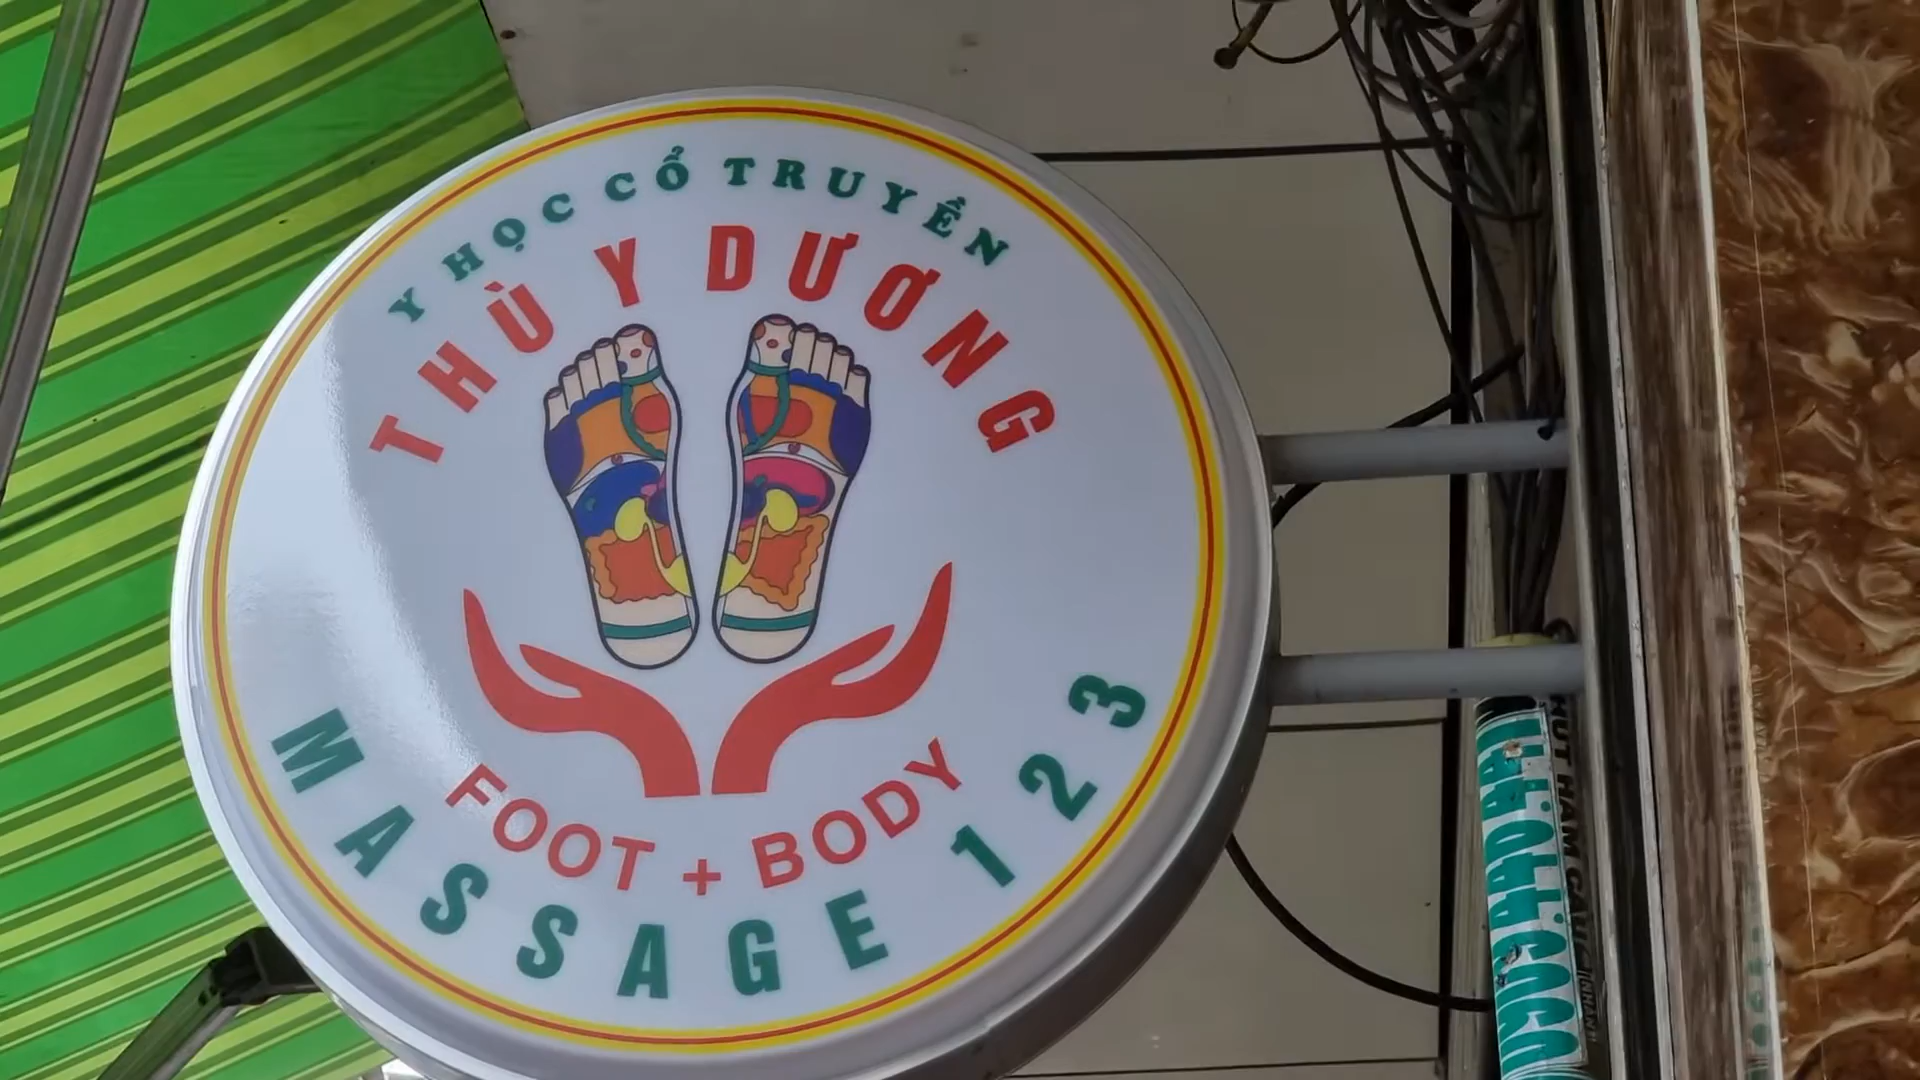 Y HỌC CỔ TRUYỀN
THÙY DƯƠNG
FOOT + BODY
MASSAGE 123